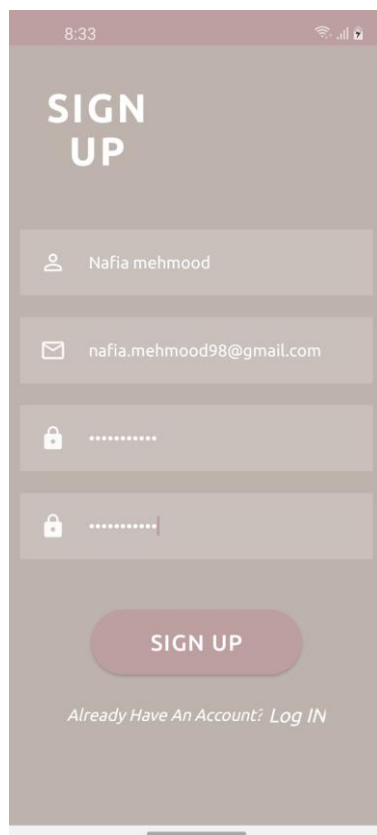 8:33
SIGN
UP
Nafia mehmood
nafia.mehmood98@gmail.com
•••••••••••
•••••••••••
SIGN UP
Already Have An Account? Log IN